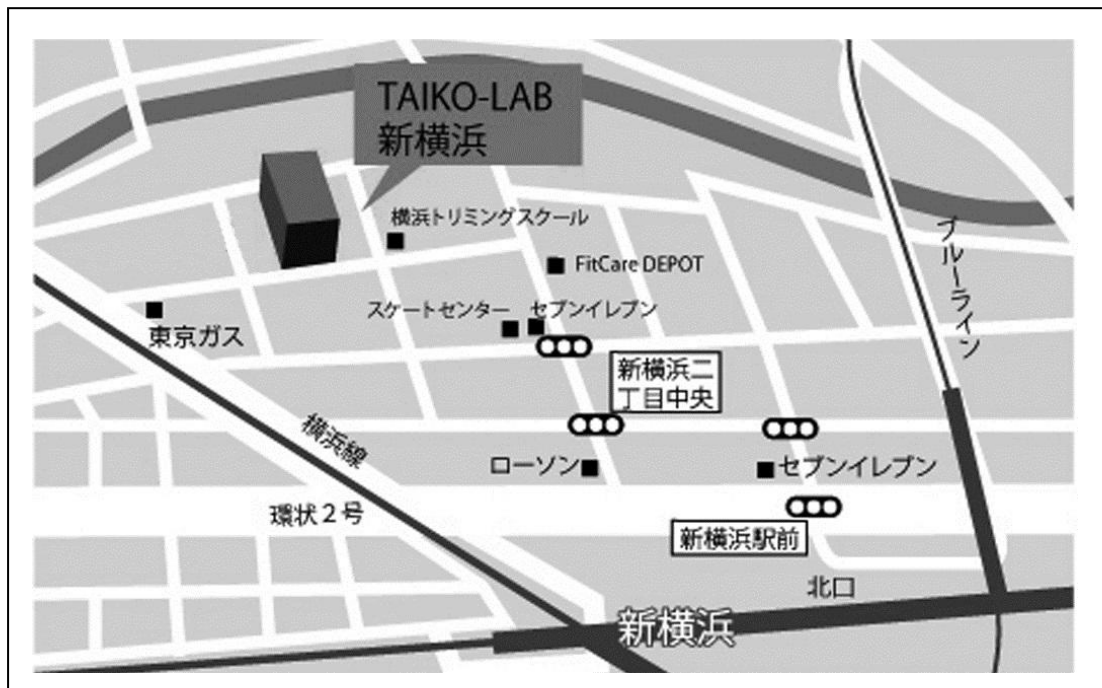 TAIKO-LAB
新横浜
横浜トリミングスクール
FitCare DEPOT
ブルーライン
スケートセンター
セブンイレブン
東京ガス
新横浜二
丁目中央
横浜線
ローソン
セブンイレブン
環状2号
新横浜駅前
北口
新横浜